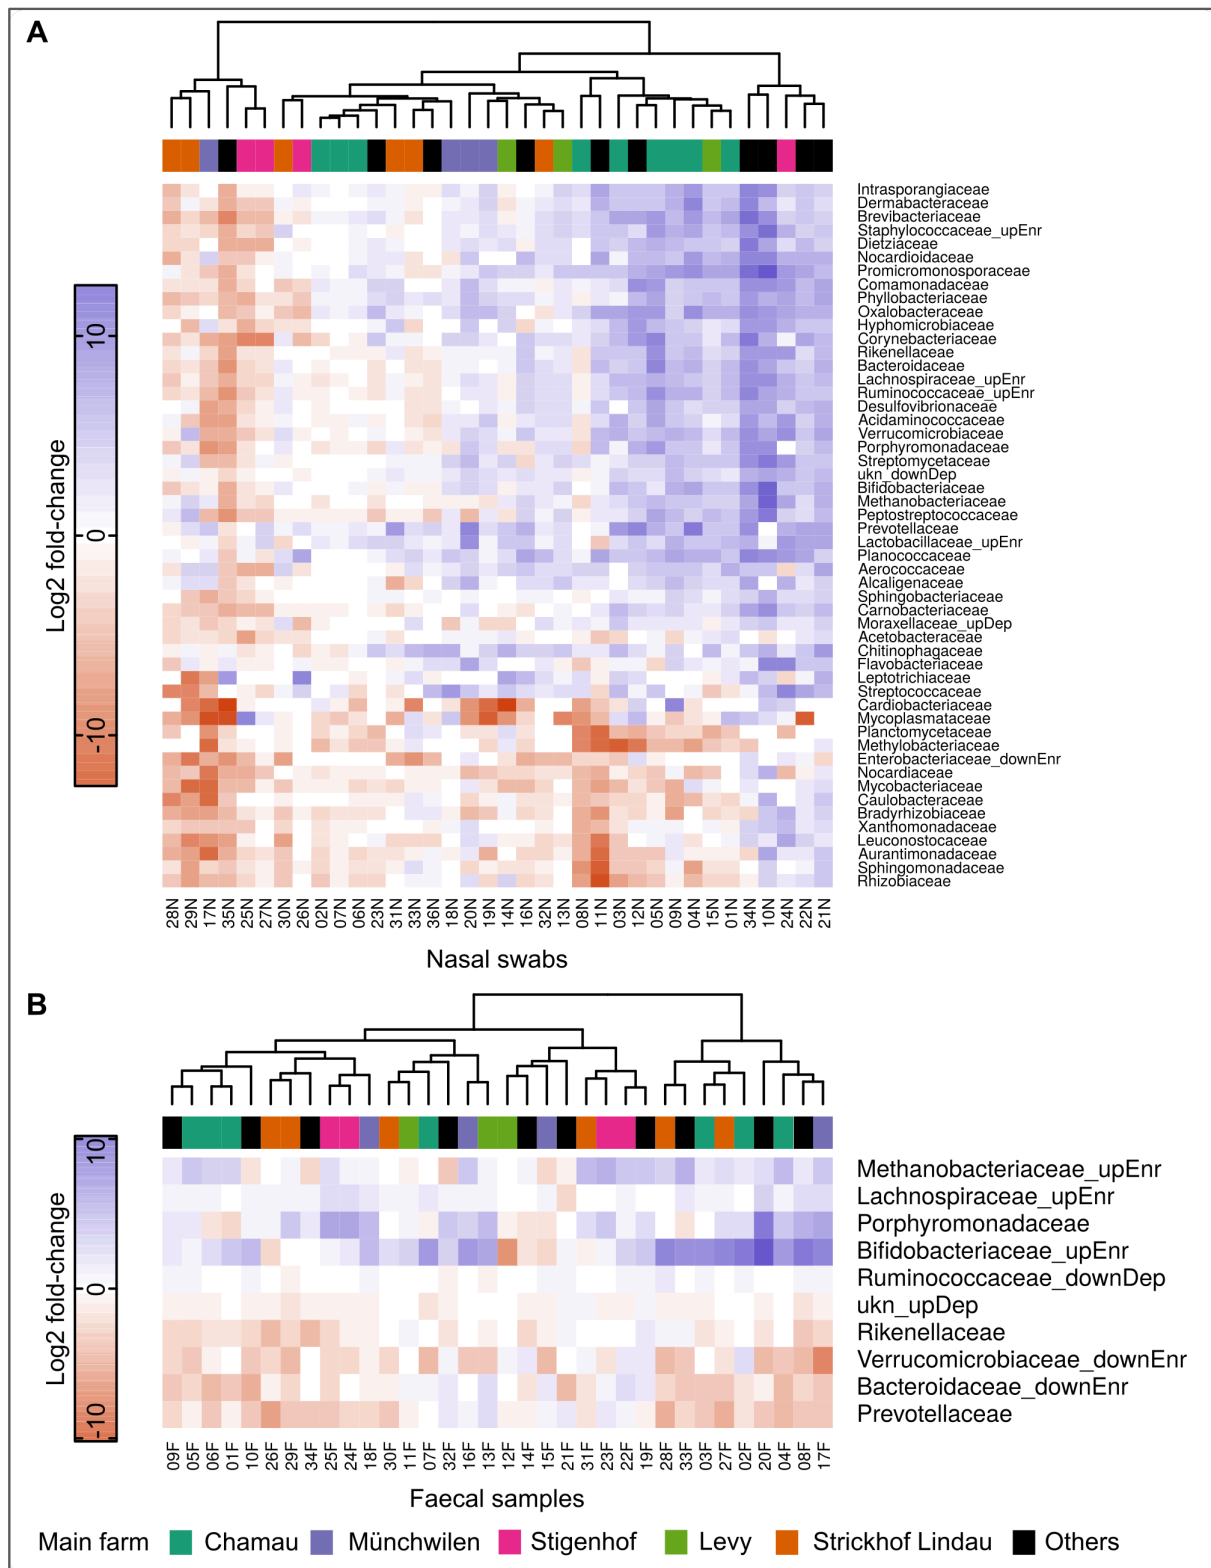 A
Intrasporangiaceae
Dermabacteraceae
Brevibacteriaceae
Staphylococcaceae_upEnr
Dietziaceae
Nocardioidaceae
Promicromonosporaceae
Comamonadaceae
Phyllobacteriaceae
Oxalobacteraceae
Hyphomicrobiaceae
Corynebacteriaceae
Rikenellaceae
Bacteroidaceae
Lachnospiraceae_upEnr
Ruminococcaceae_upEnr
Desulfovibrionaceae
Acidaminococcaceae
Verrucomicrobiaceae
Porphyromonadaceae
Streptomycetaceae
ukn_downDep
Bifidobacteriaceae
Methanobacteriaceae
Peptostreptococcaceae
Prevotellaceae
Lactobacillaceae_upEnr
Planococcaceae
Aerococcaceae
Alcaligenaceae
Sphingobacteriaceae
Carnobacteriaceae
Moraxellaceae_upDep
Acetobacteraceae
Chitinophagaceae
Flavobacteriaceae
Leptotrichiaceae
Streptococcaceae
Cardiobacteriaceae
Mycoplasmataceae
Planctomycetaceae
Methylobacteriaceae
Enterobacteriaceae_downEnr
Nocardiaceae
Mycobacteriaceae
Caulobacteraceae
Bradyrhizobiaceae
Xanthomonadaceae
Leuconostocaceae
Aurantimonadaceae
Sphingomonadaceae
Rhizobiaceae
Log2 fold-change
10
0
-10
28N 29N 17N 35N 25N 27N 30N 26N 02N 07N 06N 23N 31N 33N 36N 18N 20N 19N 14N 16N 32N 13N 08N 11N 03N 12N 05N 09N 04N 15N 01N 34N 10N 24N 22N 21N
Nasal swabs
B
Methanobacteriaceae_upEnr
Lachnospiraceae_upEnr
Porphyromonadaceae
Bifidobacteriaceae_upEnr
Ruminococcaceae_downDep
ukn_upDep
Rikenellaceae
Verrucomicrobiaceae_downEnr
Bacteroidaceae_downEnr
Prevotellaceae
Log2 fold-change
10
0
-10
09F 05F 06F 01F 10F 26F 29F 34F 25F 24F 18F 30F 11F 07F 32F 16F 13F 12F 14F 15F 21F 31F 23F 22F 19F 28F 33F 03F 27F 02F 20F 04F 08F 17F
Faecal samples
Main farm Chamau Münchwilen Stigenhof Levy Strickhof Lindau Others